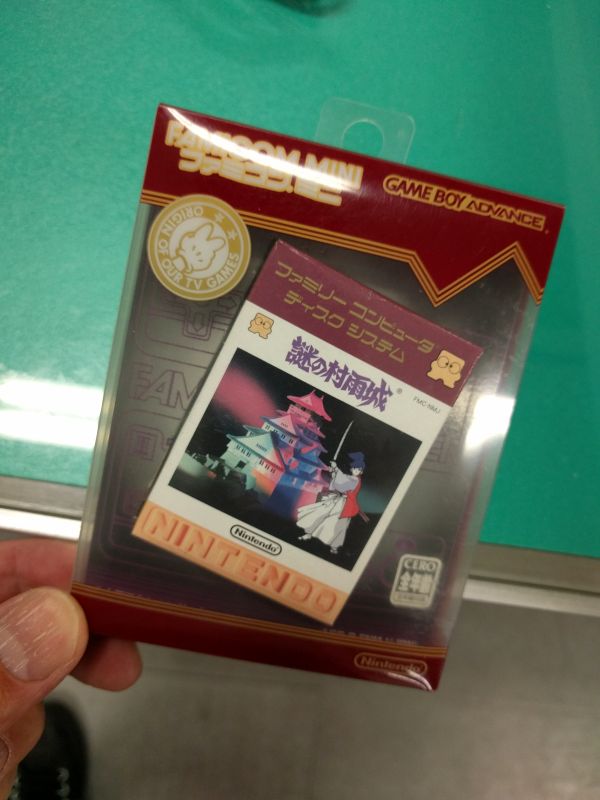 FAMICOM MINI
ファミコンミニ
GAME BOY ADVANCE
ORIGIN OF OUR TV GAMES
ファミリー コンピュータ
ディスク システム
謎の村雨城®
FMC-NMJ
Nintendo
NINTENDO
CERO
全年齢
Nintendo